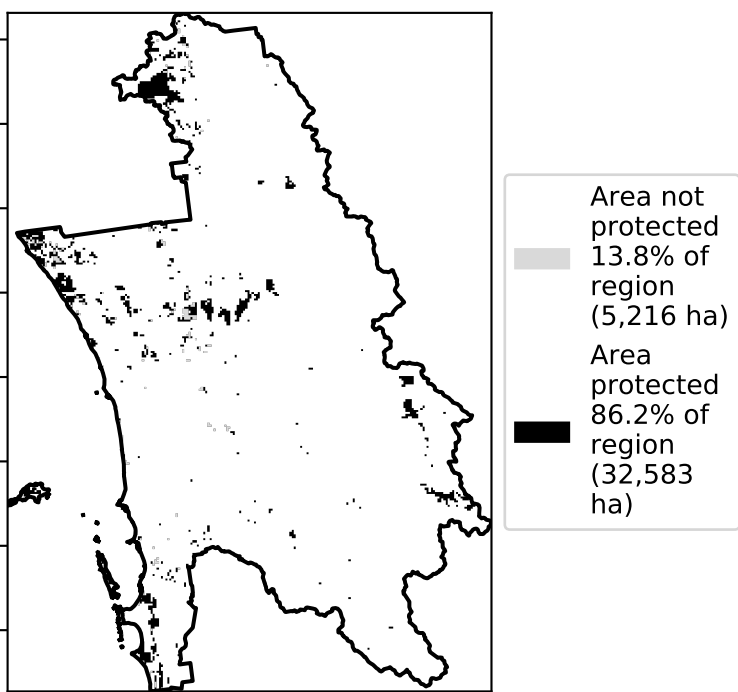 Area not
protected
13.8% of
region
(5,216 ha)
Area
protected
86.2% of
region
(32,583
ha)